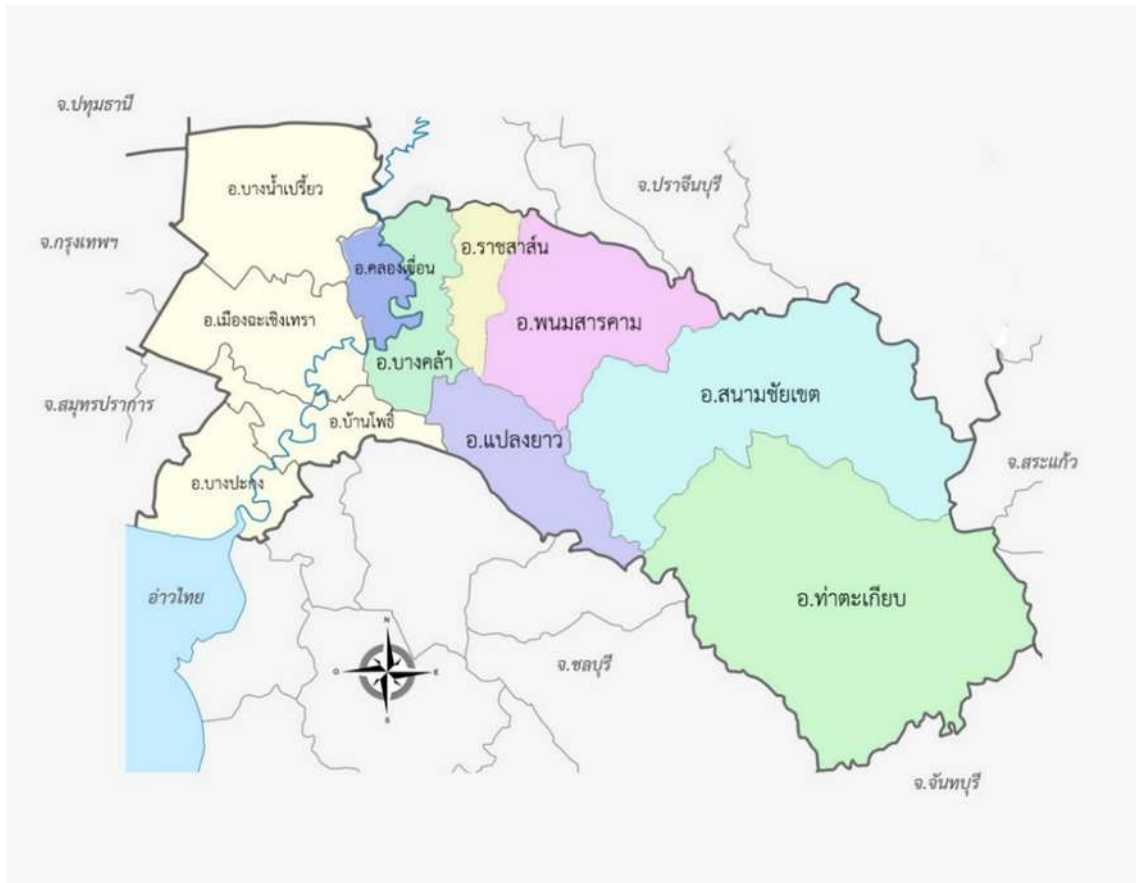 จ.ปทุมธานี
อ.บางน้ำเปรี้ยว
จ.ปราจีนบุรี
จ.กรุงเทพฯ
อ.ราชสาส์น
อ.คลองเขื่อน
อ.เมืองฉะเชิงเทรา
อ.พนมสารคาม
อ.บางคล้า
อ.สนามชัยเขต
จ.สมุทรปราการ
อ.บ้านโพธิ์
อ.แปลงยาว
จ.สระแก้ว
อ.บางปะกง
อ่าวไทย
อ.ท่าตะเกียบ
N
O
E
S
จ.ชลบุรี
จ.จันทบุรี